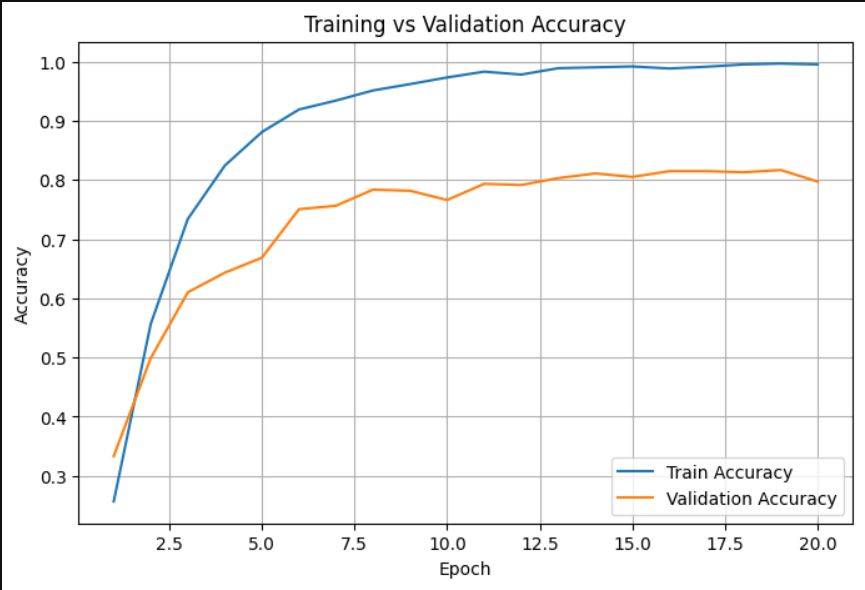 Training vs Validation Accuracy
1.0
0.9
0.8
0.7
0.6
0.5
0.4
0.3
Accuracy
Train Accuracy
Validation Accuracy
2.5 5.0 7.5 10.0 12.5 15.0 17.5 20.0
Epoch